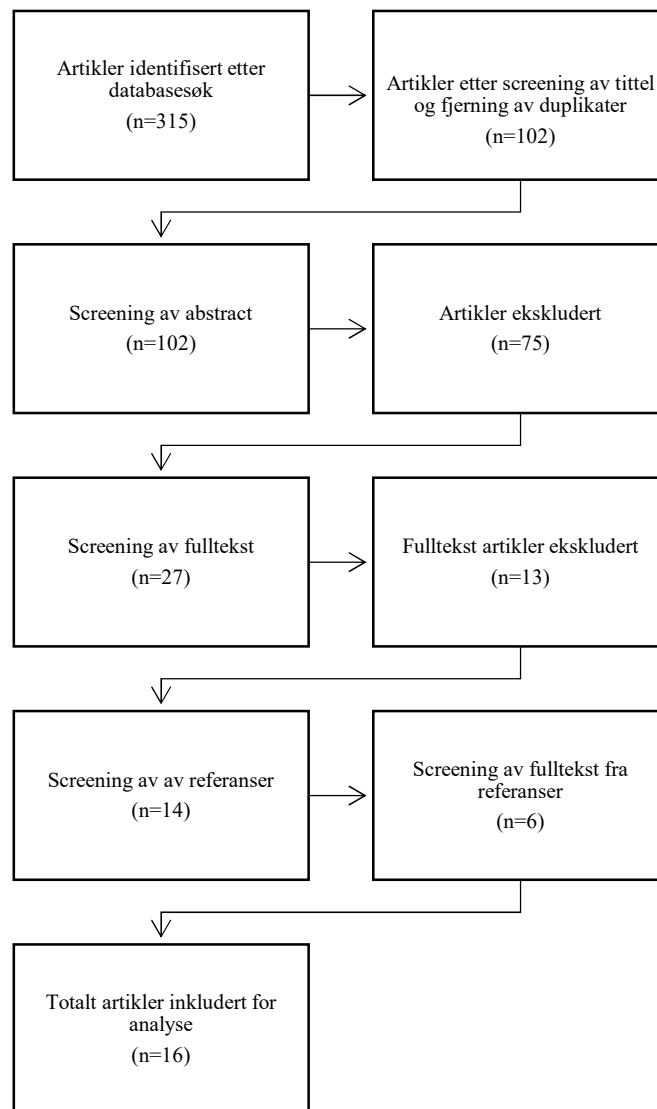 Artikler identifisert etter
databasesøk
(n=315)
Artikler etter screening av tittel
og fjerning av duplikater
(n=102)
Screening av abstract
(n=102)
Artikler ekskludert
(n=75)
Screening av fulltekst
(n=27)
Fulltekst artikler ekskludert
(n=13)
Screening av av referanser
(n=14)
Screening av fulltekst fra
referanser
(n=6)
Totalt artikler inkludert for
analyse
(n=16)